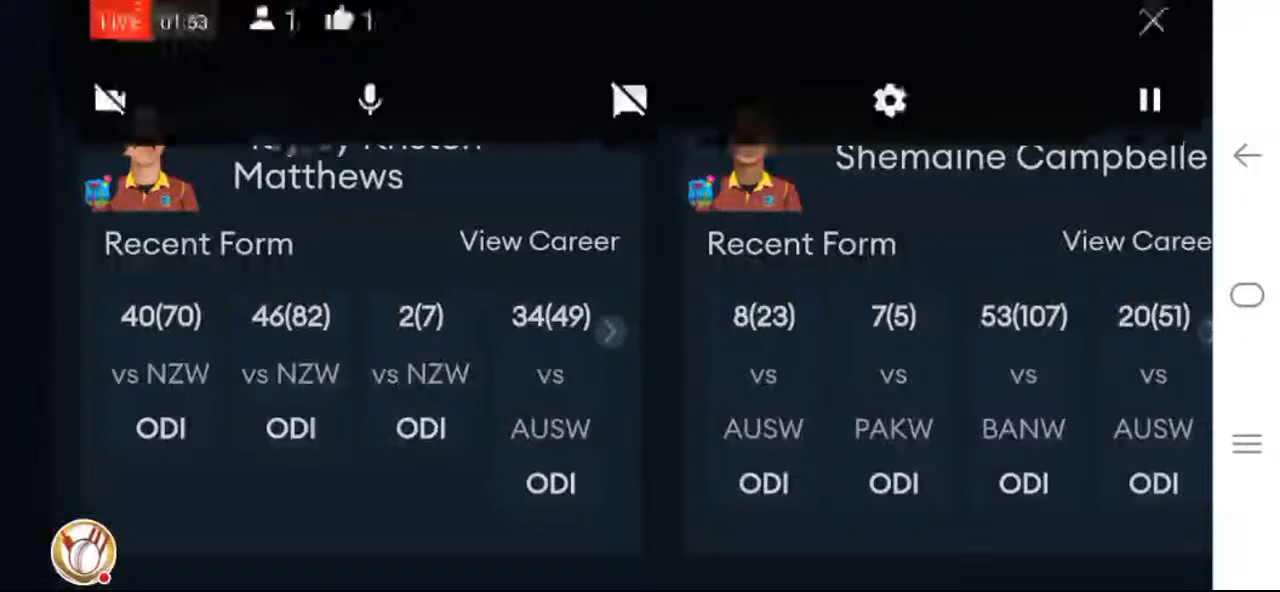 LIVE 01:53 1 1
Matthews
Shemaine Campbelle
Recent Form View Career
Recent Form View Caree
40(70) 46(82) 2(7) 34(49)
vs NZW vs NZW vs NZW vs AUSW
ODI ODI ODI ODI
8(23) 7(5) 53(107) 20(51)
vs vs vs vs
AUSW PAKW BANW AUSW
ODI ODI ODI ODI